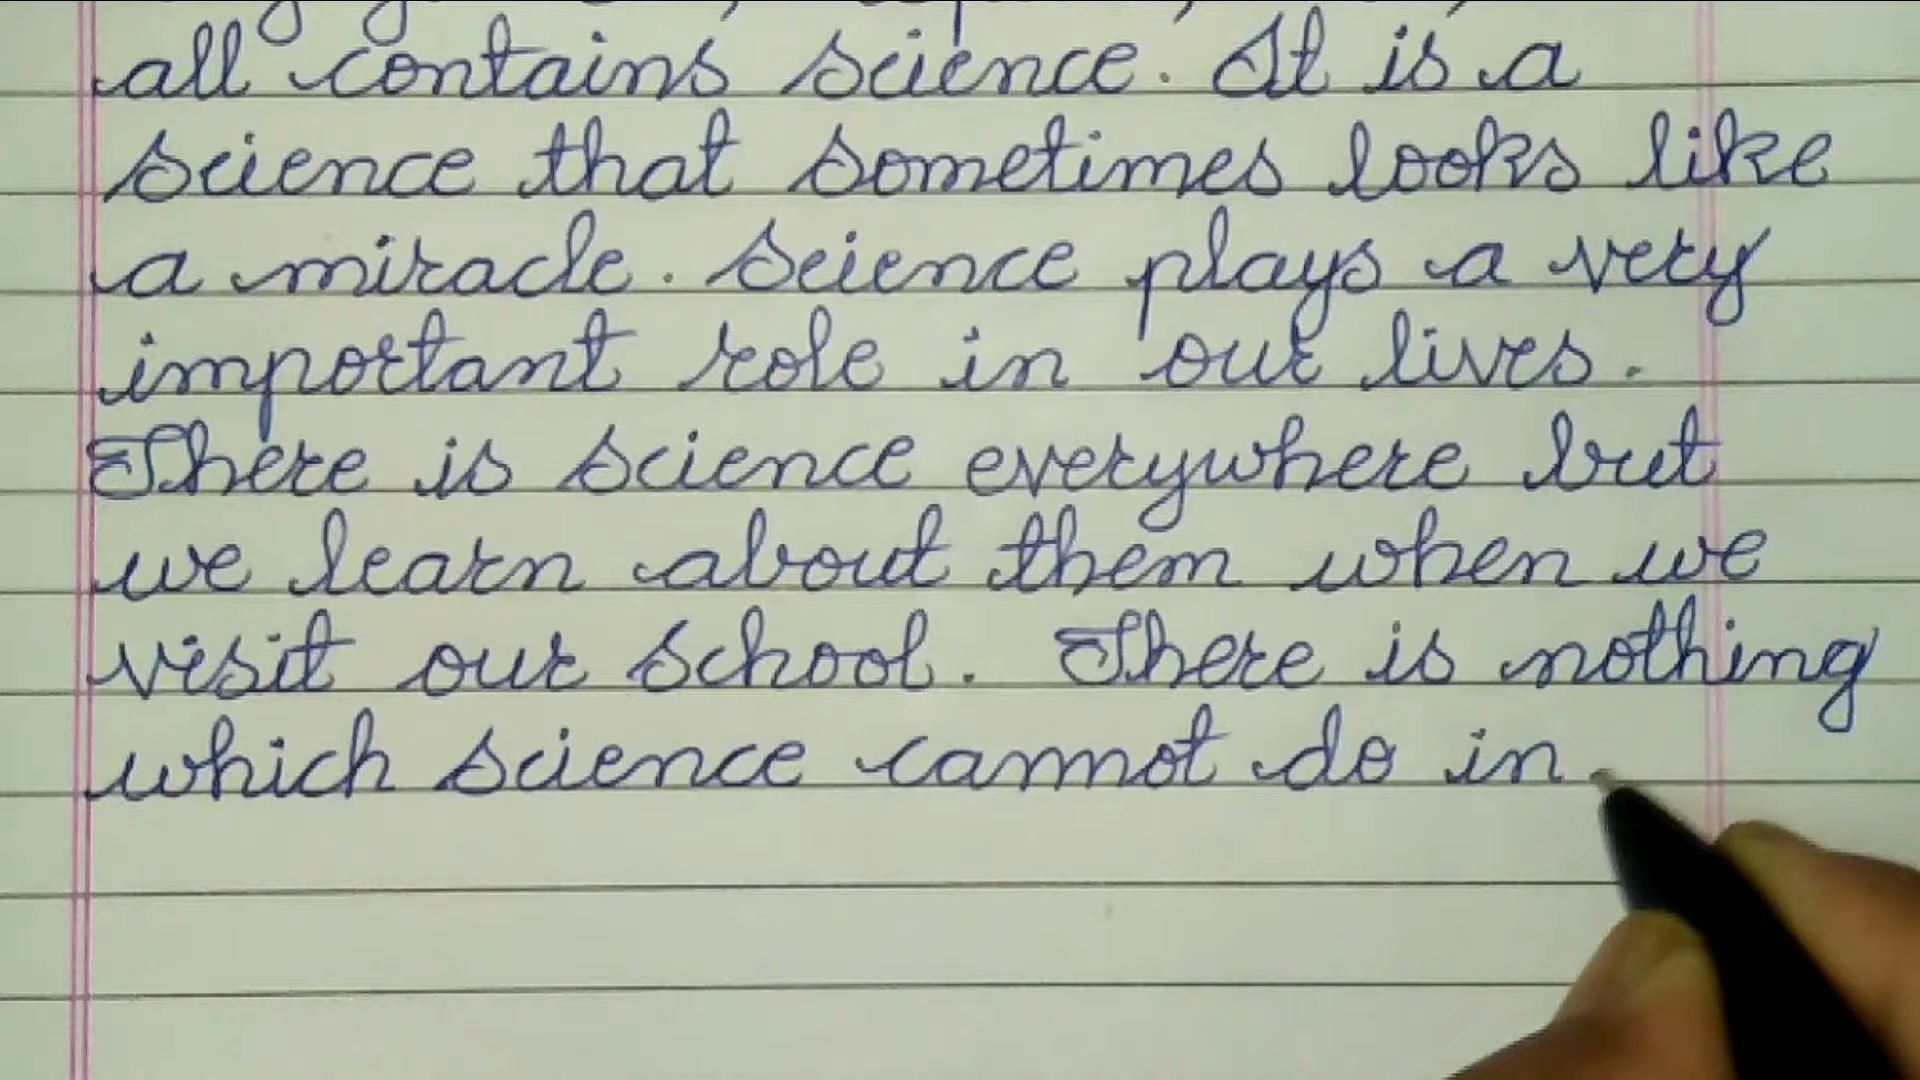 all contains science. It is a
science that sometimes looks like
a miracle. Science plays a very
important role in our lives.
There is science everywhere but
we learn about them when we
visit our school. There is nothing
which science cannot do in